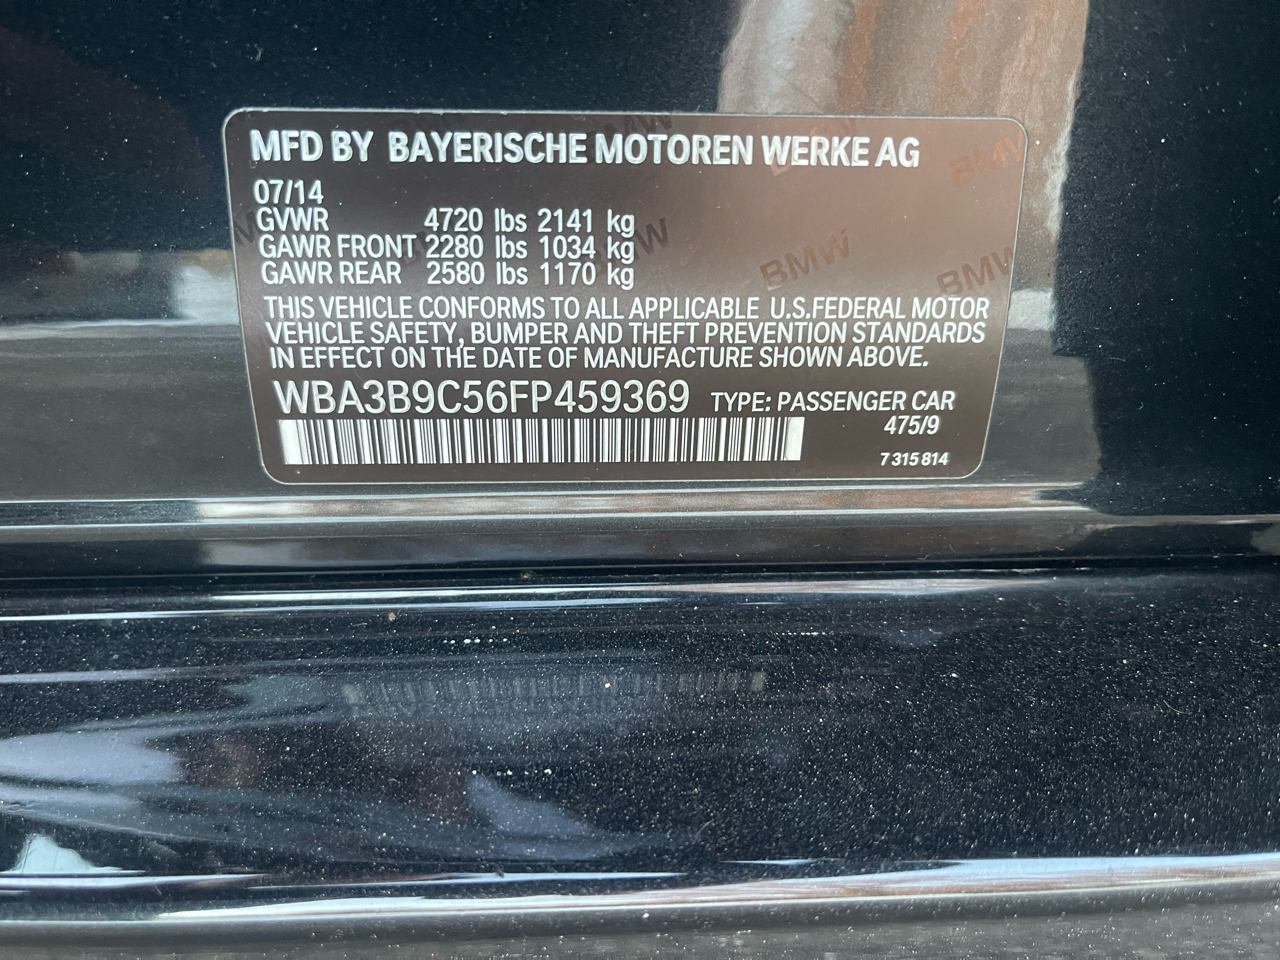 MFD BY BAYERISCHE MOTOREN WERKE AG
07/14
GVWR 4720 lbs 2141 kg
GAWR FRONT 2280 lbs 1034 kg
GAWR REAR 2580 lbs 1170 kg
THIS VEHICLE CONFORMS TO ALL APPLICABLE U.S.FEDERAL MOTOR
VEHICLE SAFETY, BUMPER AND THEFT PREVENTION STANDARDS
IN EFFECT ON THE DATE OF MANUFACTURE SHOWN ABOVE.
WBA3B9C56FP459369 TYPE: PASSENGER CAR
475/9
7 315 814
BMW
BMW
BMW